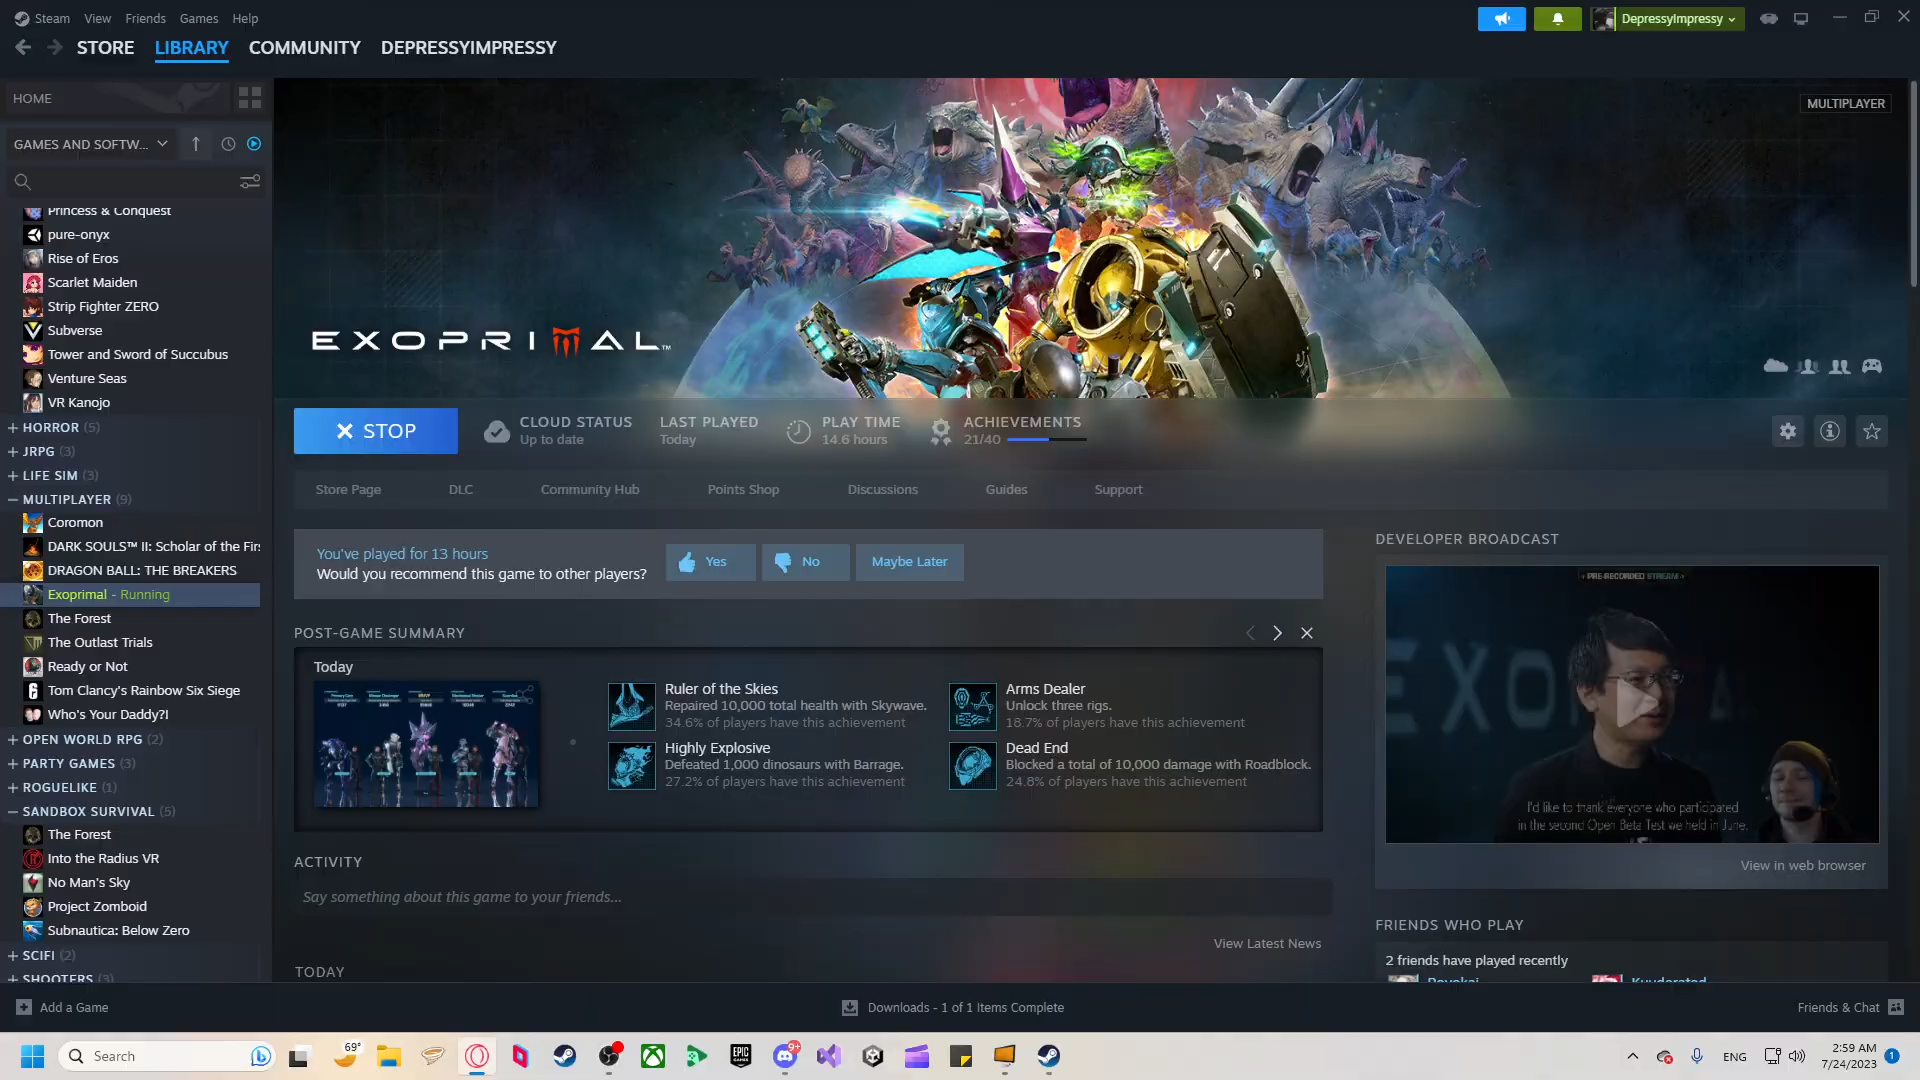 Steam View Friends Games Help
DepressyImpressy
STORE LIBRARY COMMUNITY DEPRESSYIMPRESSY
HOME
MULTIPLAYER
GAMES AND SOFTW...
Princess & Conquest
pure-onyx
Rise of Eros
Scarlet Maiden
Strip Fighter ZERO
Subverse
Tower and Sword of Succubus
Venture Seas
VR Kanojo
HORROR (5)
JRPG (3)
LIFE SIM (3)
MULTIPLAYER (9)
Coromon
DARK SOULS™ II: Scholar of the Firs
DRAGON BALL: THE BREAKERS
Exoprimal - Running
The Forest
The Outlast Trials
Ready or Not
Tom Clancy's Rainbow Six Siege
Who's Your Daddy?!
OPEN WORLD RPG (2)
PARTY GAMES (3)
ROGUELIKE (1)
SANDBOX SURVIVAL (5)
The Forest
Into the Radius VR
No Man's Sky
Project Zomboid
Subnautica: Below Zero
SCIFI (2)
SHOOTERS (3)
EXOPRIMAL™
STOP
CLOUD STATUS
Up to date
LAST PLAYED
Today
PLAY TIME
14.6 hours
ACHIEVEMENTS
21/40
Store Page DLC Community Hub Points Shop Discussions Guides Support
You've played for 13 hours
Would you recommend this game to other players?
Yes No Maybe Later
POST-GAME SUMMARY
Today
Ruler of the Skies
Repaired 10,000 total health with Skywave.
34.6% of players have this achievement
Arms Dealer
Unlock three rigs.
18.7% of players have this achievement
Highly Explosive
Defeated 1,000 dinosaurs with Barrage.
27.2% of players have this achievement
Dead End
Blocked a total of 10,000 damage with Roadblock.
24.8% of players have this achievement
ACTIVITY
Say something about this game to your friends...
View Latest News
TODAY
DEVELOPER BROADCAST
PRE-RECORDED STREAM
I'd like to thank everyone who participated
in the second Open Beta Test we held in June.
View in web browser
FRIENDS WHO PLAY
2 friends have played recently
Add a Game
Downloads - 1 of 1 Items Complete
Friends & Chat
Search
69°
EPIC GAMES
9+
ENG
2:59 AM
7/24/2023
1